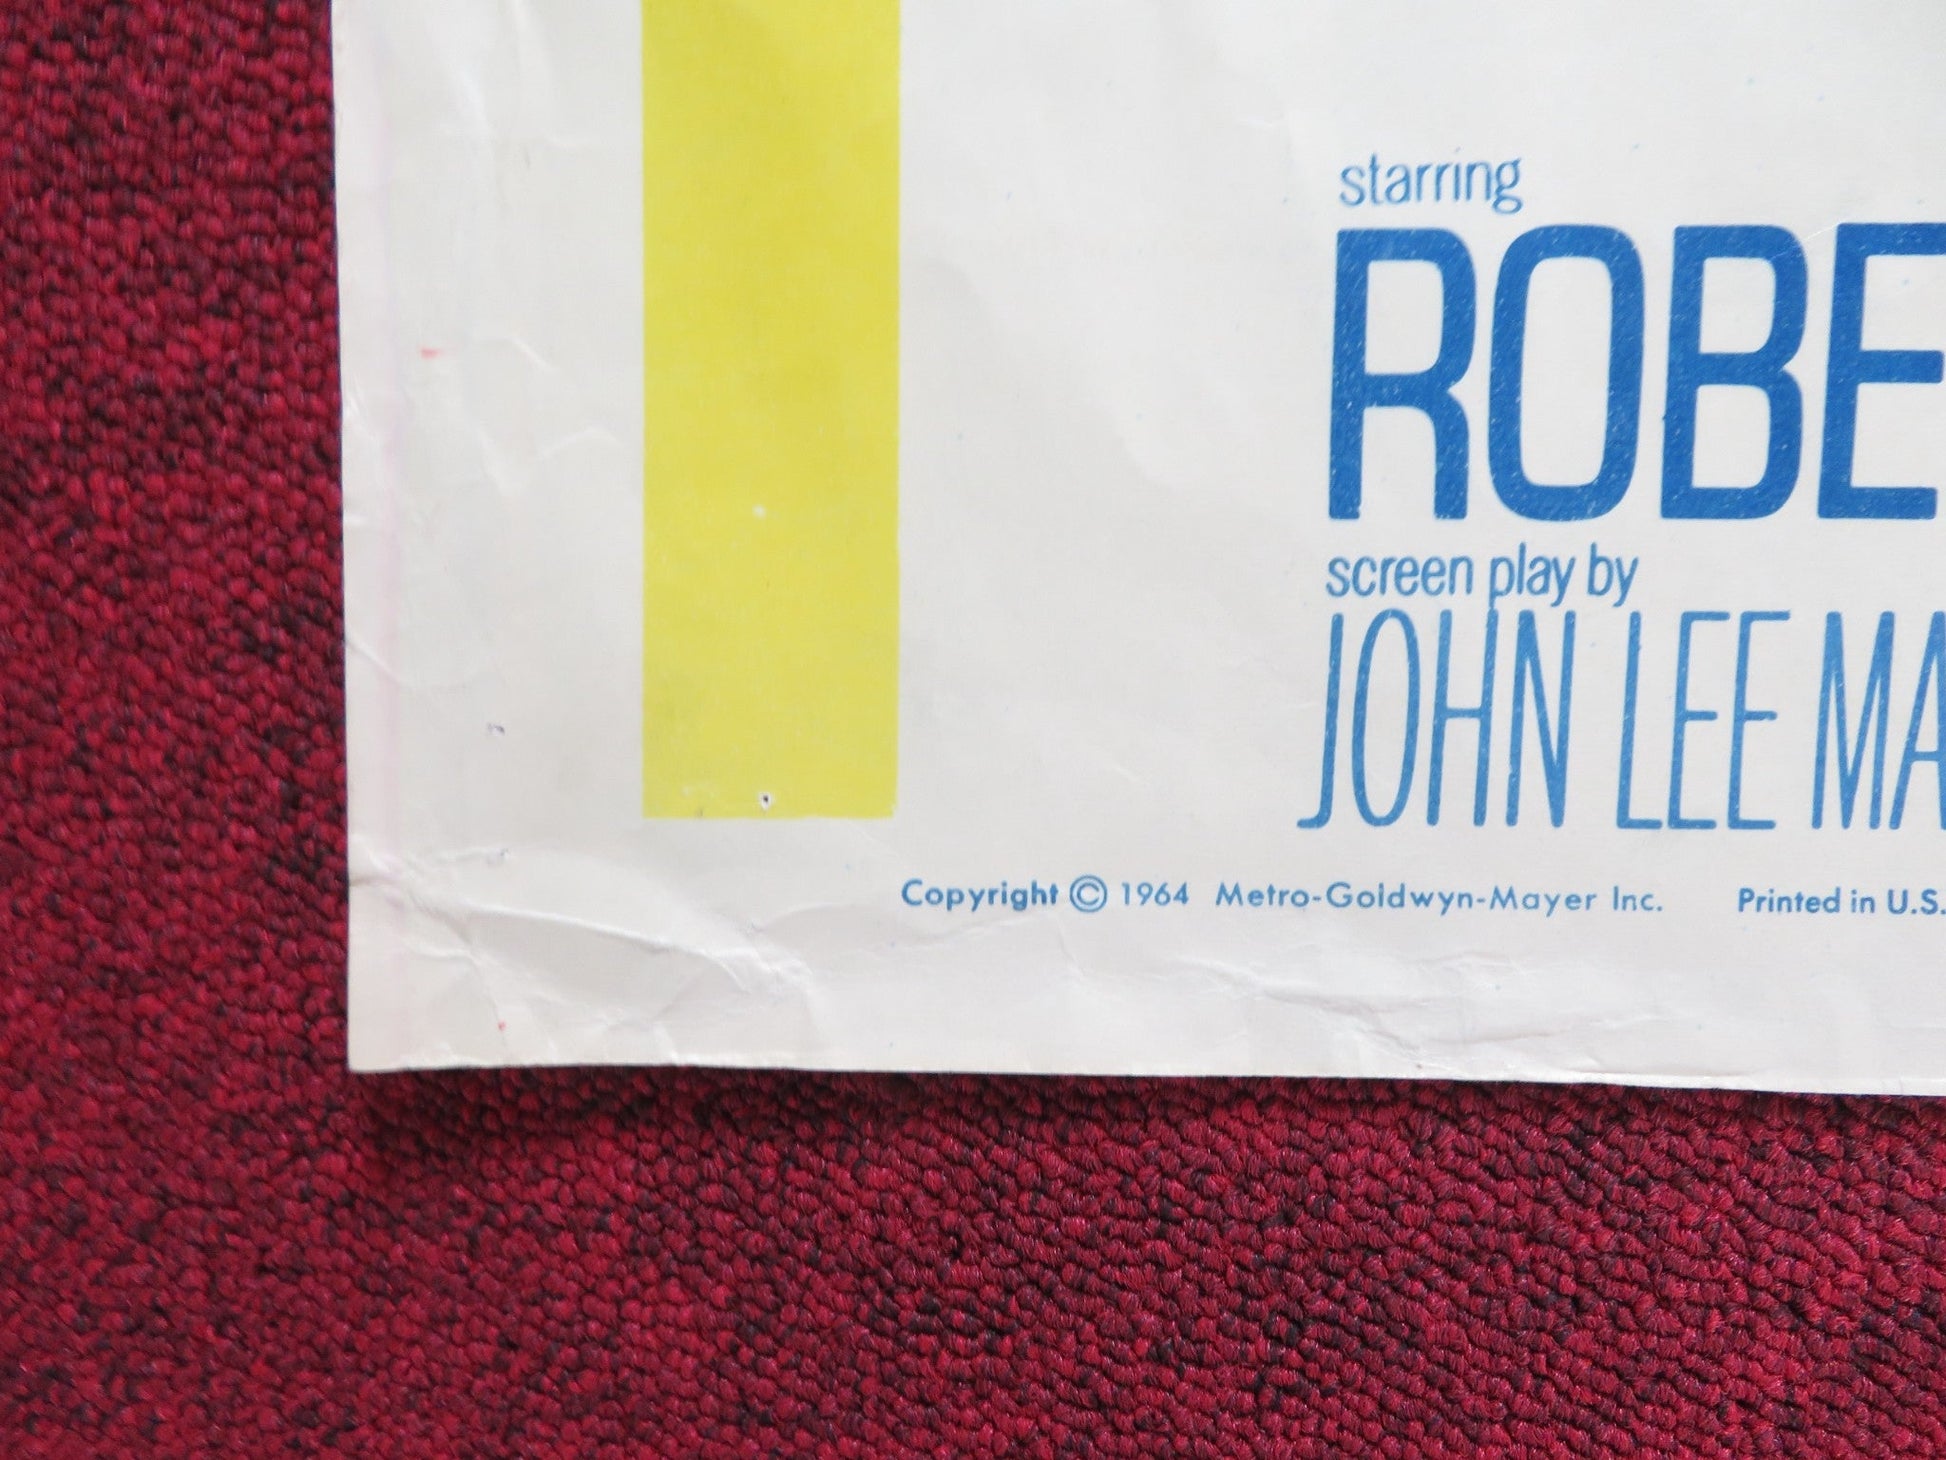 starring
ROBE
screen play by
JOHN LEE MA
Copyright © 1964 Metro-Goldwyn-Mayer Inc. Printed in U.S.